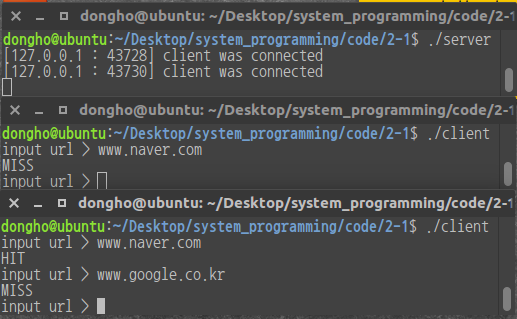 dongho@ubuntu: ~/Desktop/system_programming/code/2-1
dongho@ubuntu:~/Desktop/system_programming/code/2-1$ ./server
[127.0.0.1 : 43728] client was connected
[127.0.0.1 : 43730] client was connected
dongho@ubuntu: ~/Desktop/system_programming/code/2-1
dongho@ubuntu:~/Desktop/system_programming/code/2-1$ ./client
input url > www.naver.com
MISS
input url >
dongho@ubuntu: ~/Desktop/system_programming/code/2-1
dongho@ubuntu:~/Desktop/system_programming/code/2-1$ ./client
input url > www.naver.com
HIT
input url > www.google.co.kr
MISS
input url >